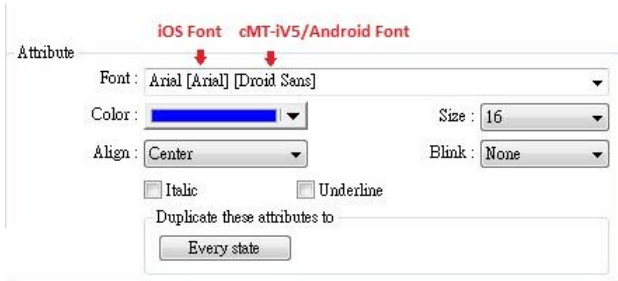 iOS Font cMT-iV5/Android Font
Attribute
Font : Arial [Arial] [Droid Sans]
Color : Size : 16
Align : Center Blink : None
Italic Underline
Duplicate these attributes to
Every state